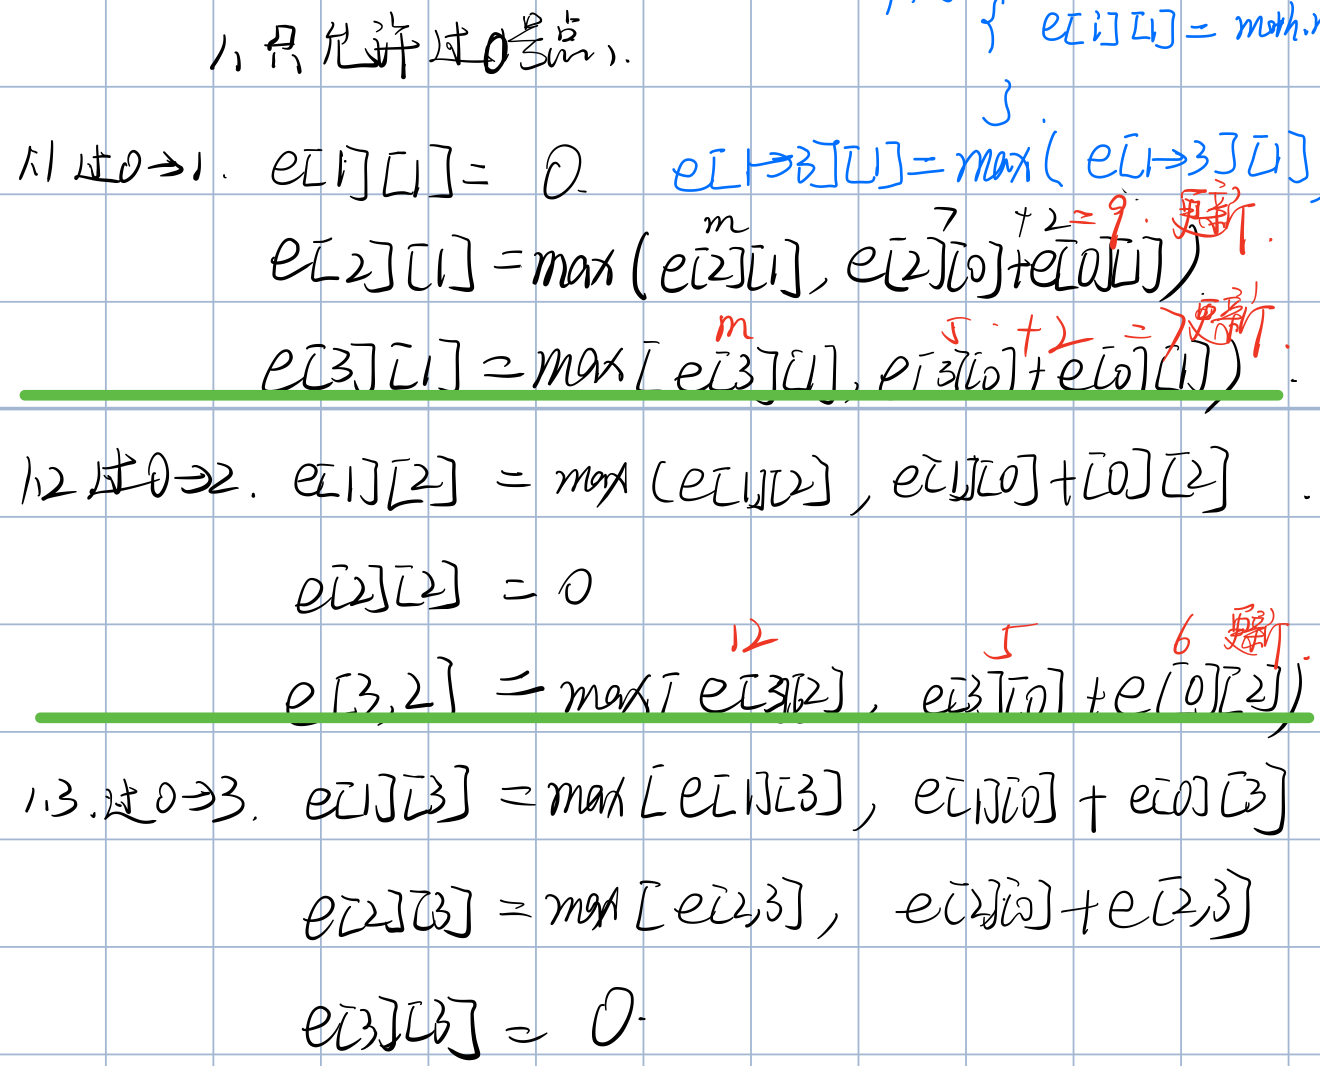 { e[i][1] = math.
1, 只允许过0号点,.
}.
1.1 过0→1. e[1][1] = 0.
e[1→3][1] = max( e[1→3][1]
m 7 +2 = 9. 更新.
e[2][1] = max( e[2][1], e[2][0]+e[0][1])
m 5 + 2 = 7 更新.
e[3][1] = max[ e[3][1], e[3][0]+e[0][1]) .
1.2 过0→2. e[1][2] = max (e[1][2], e[1][0]+[0][2] .
e[2][2] = 0
12 5 6 更新.
e[3,2] = max[ e[3][2], e[3][0] +e[0][2])
1.3.过0→3. e[1][3] = max[e[1][3], e[1][0] + e[0][3]
e[2][3] = max[e[2,3], e[2][0]+e[2,3]
e[3][3] = 0.